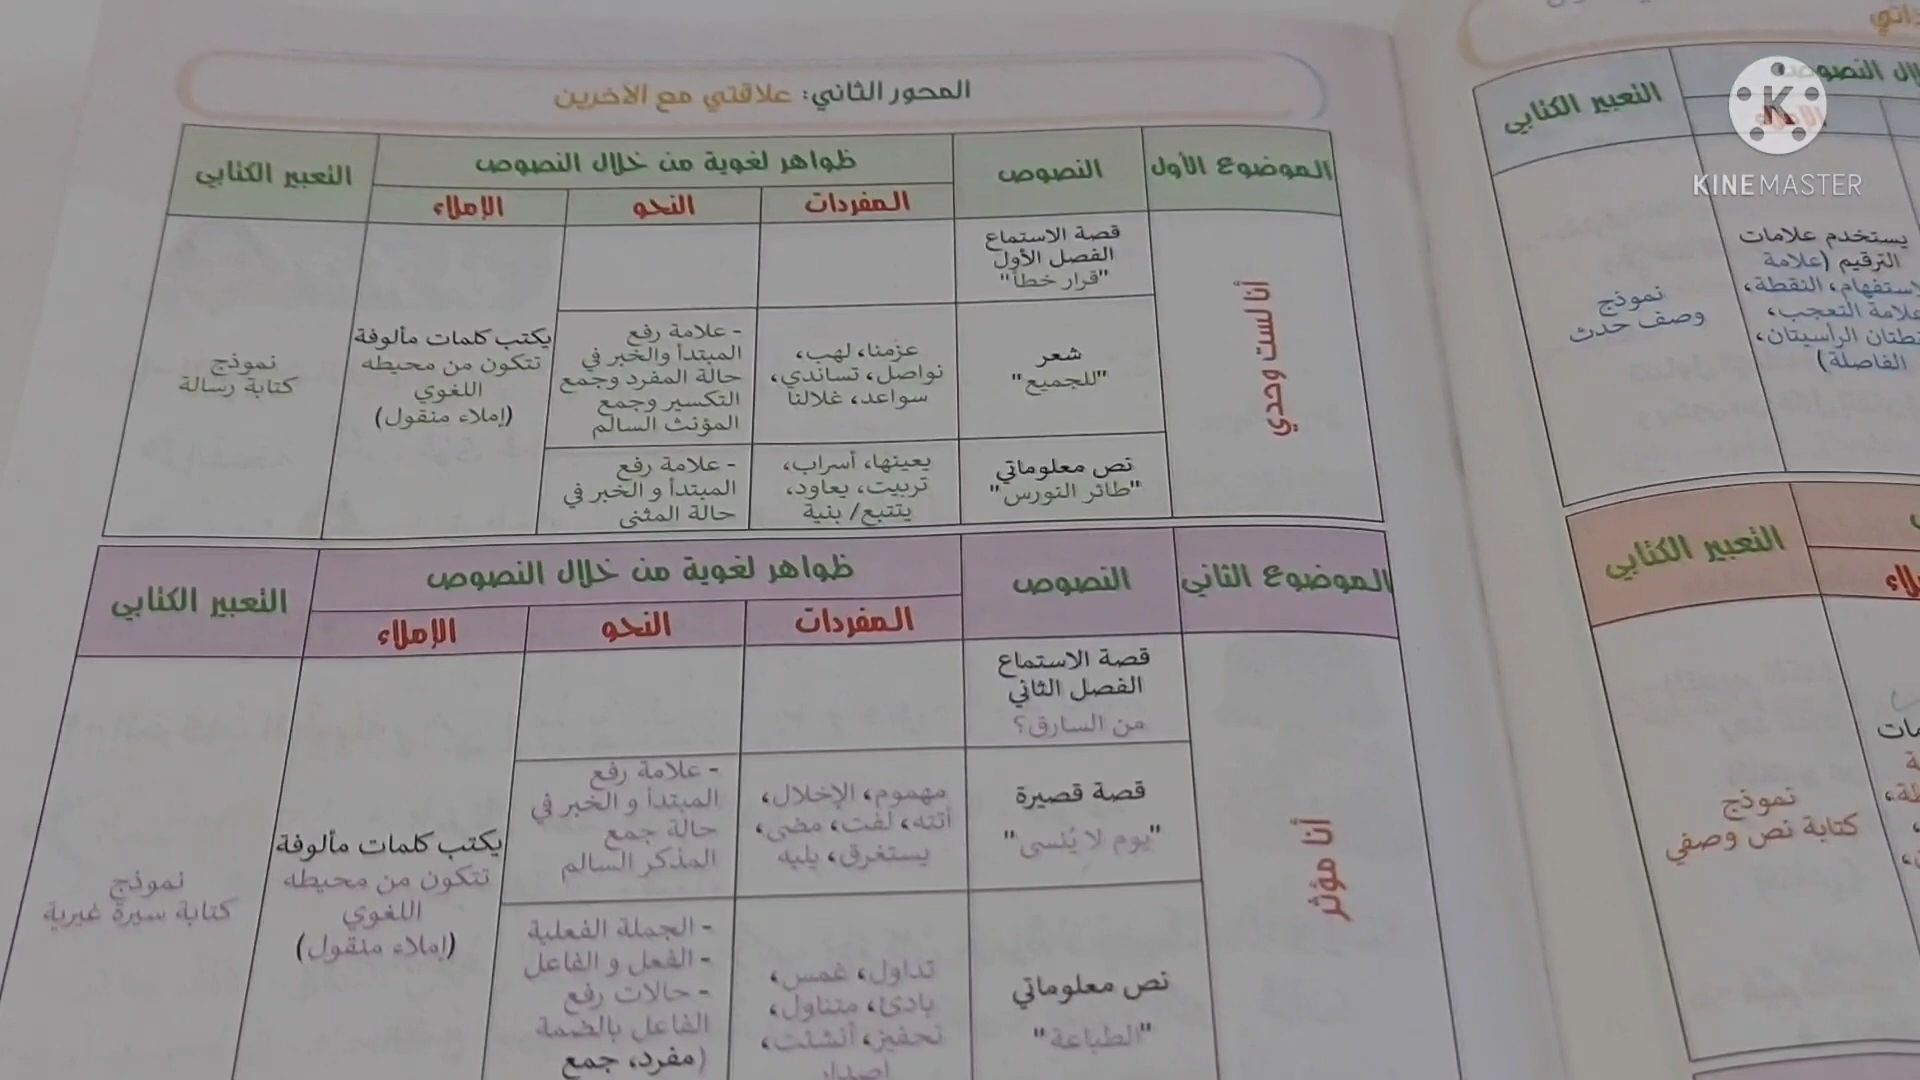 المحور الثاني: علاقتي مع الآخرين
الموضوع الأول
النصوص
ظواهر لغوية من خلال النصوص
التعبير الكتابي
المفردات
النحو
الإملاء
أنا لست وحدي
قصة الاستماع
الفصل الأول
"قرار خطأ"
شعر
"للجميع"
عزمنا، لهب،
نواصل، تساندي،
سواعد، غلالنا
- علامة رفع
المبتدأ والخبر في
حالة المفرد وجمع
التكسير وجمع
المؤنث السالم
نص معلوماتي
"طائر النورس"
يعينها، أسراب،
تربيت، يعاود،
يتتبع/ بنية
- علامة رفع
المبتدأ و الخبر في
حالة المثنى
يكتب كلمات مألوفة
تتكون من محيطه
اللغوي
(إملاء منقول)
نموذج
كتابة رسالة
الموضوع الثاني
النصوص
ظواهر لغوية من خلال النصوص
التعبير الكتابي
المفردات
النحو
الإملاء
أنا مؤثر
قصة الاستماع
الفصل الثاني
من السارق؟
قصة قصيرة
"يوم لا يُنسى"
مهموم، الإخلال،
أتته، لفت، مضى،
يستغرق، يلبه
- علامة رفع
المبتدأ و الخبر في
حالة جمع
المذكر السالم
نص معلوماتي
"الطباعة"
تداول، غمس،
بادئ، متناول،
تحفيز، أنشئت،
إصدار
- الجملة الفعلية
- الفعل و الفاعل
- حالات رفع
الفاعل بالضمة
(مفرد، جمع
يكتب كلمات مألوفة
تتكون من محيطه
اللغوي
(إملاء منقول)
نموذج
كتابة سيرة غيرية
النصوص
التعبير الكتابي
الإملاء
يستخدم علامات
الترقيم (علامة
النقطة،
علامة التعجب،
الرأسيتان،
الفاصلة)
نموذج
وصف حدث
التعبير الكتابي
نموذج
كتابة نص وصفي
K
KINEMASTER